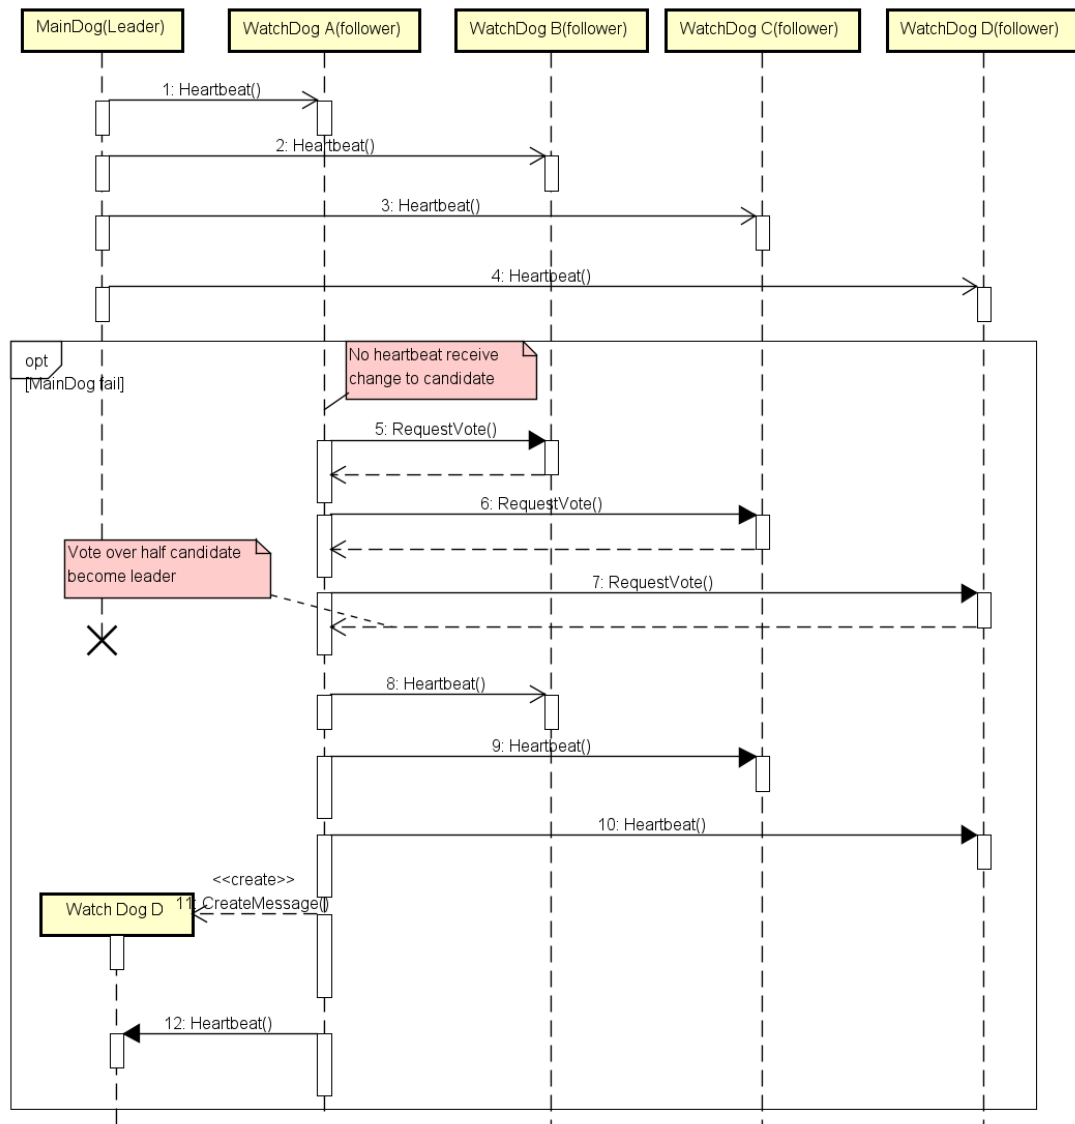 MainDog(Leader)
WatchDog A(follower)
WatchDog B(follower)
WatchDog C(follower)
WatchDog D(follower)
1: Heartbeat()
2: Heartbeat()
3: Heartbeat()
4: Heartbeat()
opt
[MainDog fail]
No heartbeat receive
change to candidate
5: RequestVote()
6: RequestVote()
Vote over half candidate
become leader
7: RequestVote()
8: Heartbeat()
9: Heartbeat()
10: Heartbeat()
<<create>>
11: CreateMessage()
Watch Dog D
12: Heartbeat()